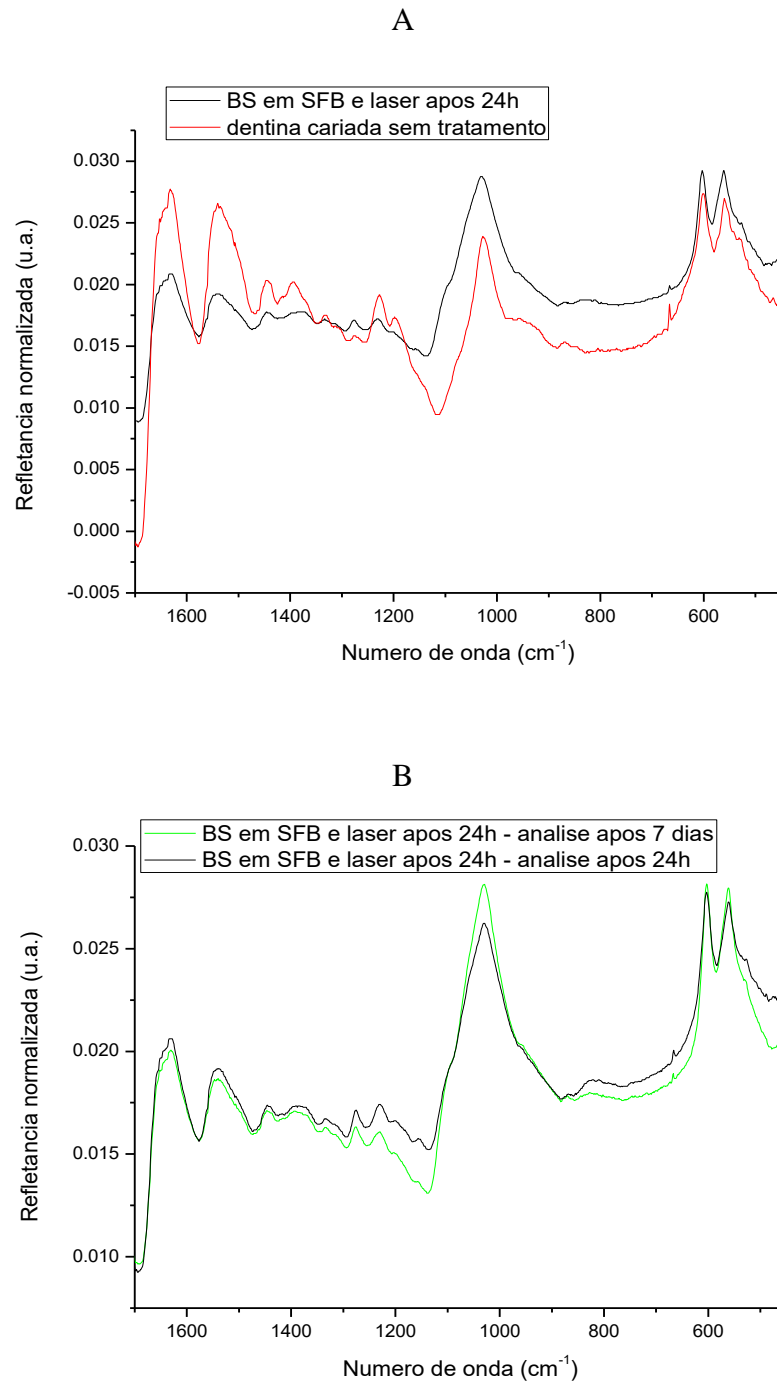 A
BS em SFB e laser apos 24h
dentina cariada sem tratamento
0.030
0.025
0.020
0.015
0.010
0.005
0.000
-0.005
Refletancia normalizada (u.a.)
1600 1400 1200 1000 800 600
Numero de onda (cm-1)
B
BS em SFB e laser apos 24h - analise apos 7 dias
BS em SFB e laser apos 24h - analise apos 24h
0.030
0.025
0.020
0.015
0.010
Refletancia normalizada (u.a.)
1600 1400 1200 1000 800 600
Numero de onda (cm-1)